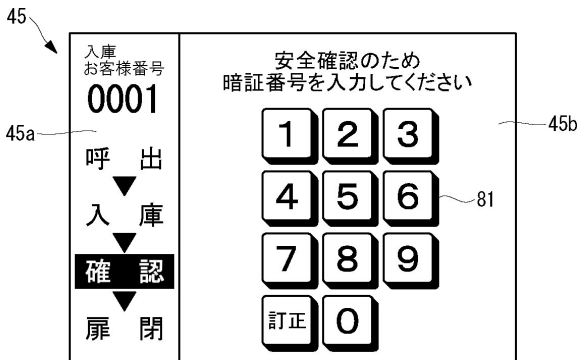 45
入庫
お客様番号
0001
45a
呼出
入庫
確認
扉閉
安全確認のため
暗証番号を入力してください
1 2 3
4 5 6
7 8 9
訂正 0
45b
81